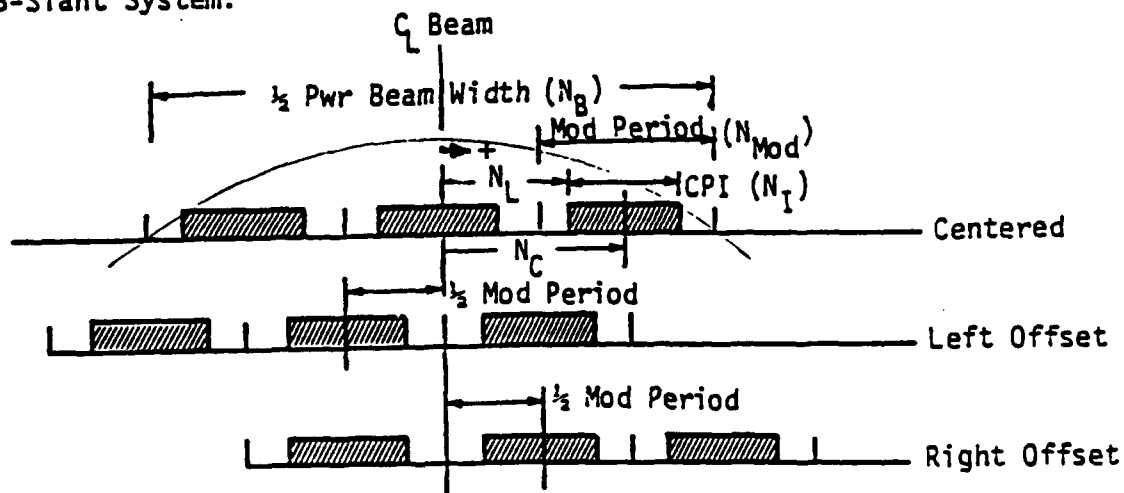 B-Slant System.
C_L Beam
½ Pwr Beam Width (N_B)
Mod Period (N_Mod)
+
N_L
CPI (N_I)
Centered
N_C
½ Mod Period
Left Offset
½ Mod Period
Right Offset